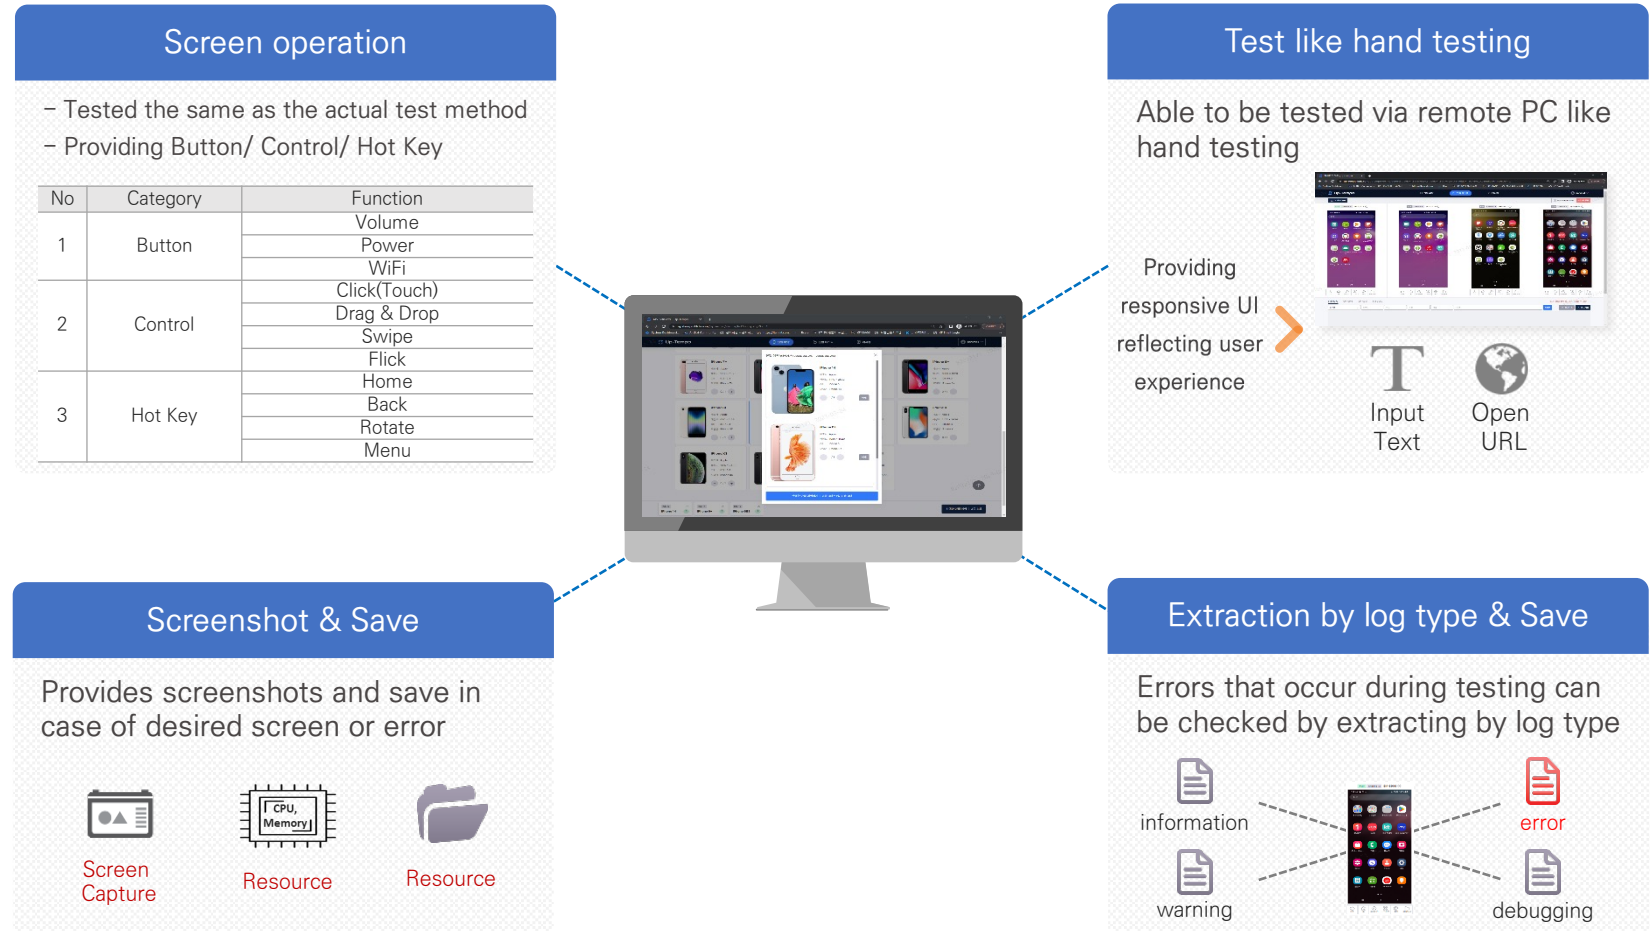 Screen operation
– Tested the same as the actual test method
– Providing Button/ Control/ Hot Key
No Category Function
1 Button Volume
Power
WiFi
2 Control Click(Touch)
Drag & Drop
Swipe
Flick
3 Hot Key Home
Back
Rotate
Menu
Test like hand testing
Able to be tested via remote PC like
hand testing
Providing
responsive UI
reflecting user
experience
Input
Text
Open
URL
Screenshot & Save
Provides screenshots and save in
case of desired screen or error
Screen
Capture
CPU,
Memory
Resource
Resource
Extraction by log type & Save
Errors that occur during testing can
be checked by extracting by log type
information
error
warning
debugging